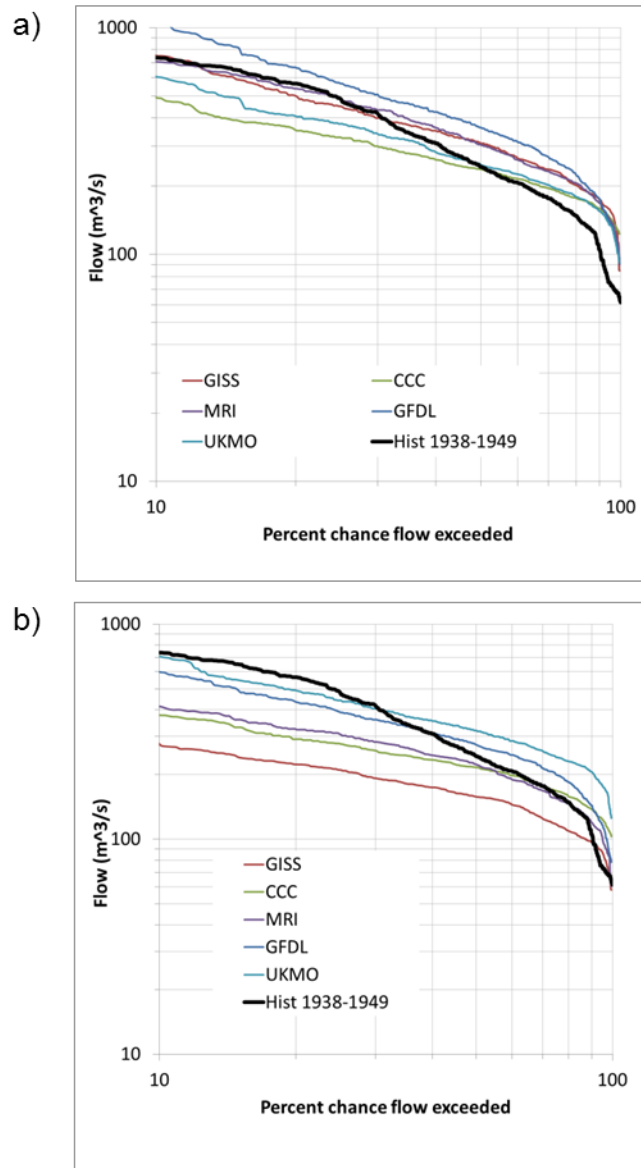 a)
1000
100
10
Flow (m^3/s)
GISS CCC
MRI GFDL
UKMO Hist 1938-1949
10 100
Percent chance flow exceeded
b)
1000
100
10
Flow (m^3/s)
GISS
CCC
MRI
GFDL
UKMO
Hist 1938-1949
10 100
Percent chance flow exceeded